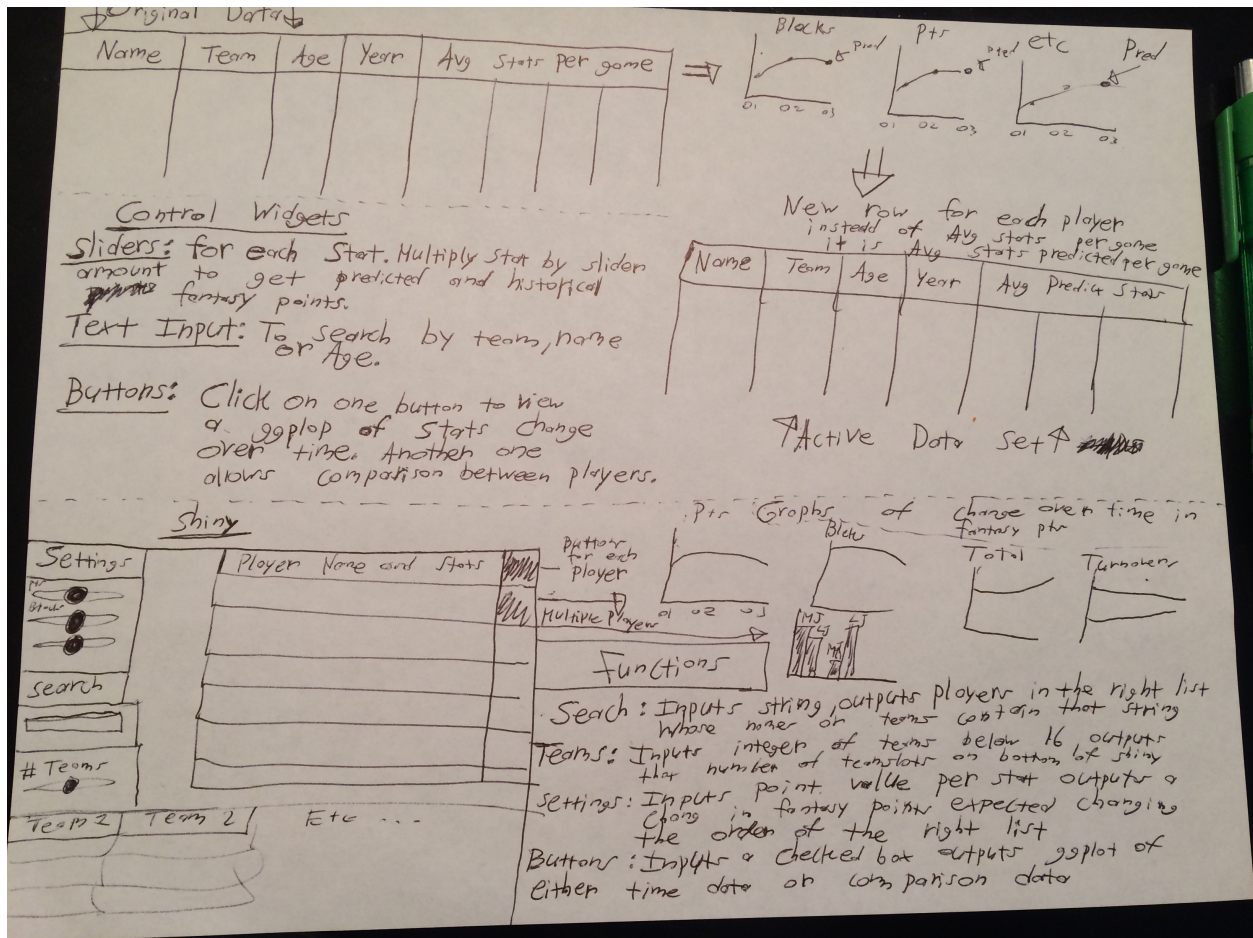 Original Data
Name Team Age Year Avg Stats Per game
Blocks
Pred
01 02 03
Pts
Pred
01 02 03
etc
Pred
01 02 03
New row for each player
instead of Avg stats per game
it is Avg stats predicted per game
Name Team Age Year Avg Predict Stats
Active Data Set
Control Widgets
Sliders: for each Stat. Multiply Stat by slider
amount to get predicted and historical
fantasy points.
Text Input: To search by team, name
or Age.
Buttons: Click on one button to view
a ggplop of Stats change
over time. Another one
allows comparison between players.
Shiny
Settings
Blocks
search
# Teams
Team 2 Team 2 Etc ...
Player Name and Stats
Button
for each
Player
Multiple Players
Pts Graphs of change over time in
fantasy pts
01 02 03
Blcks
Total
Turnovers
MJ LJ
LJ
MJ
Functions
Search: Inputs string, outputs players in the right list
whose names or teams contain that string
Teams: Inputs integer of teams below 16 outputs
that number of teamslots on bottom of shiny
Settings: Inputs point value per stat outputs a
chang in fantasy points expected changing
the order of the right list
Buttons: Inputs a checked box outputs ggplot of
either time data or comparison data